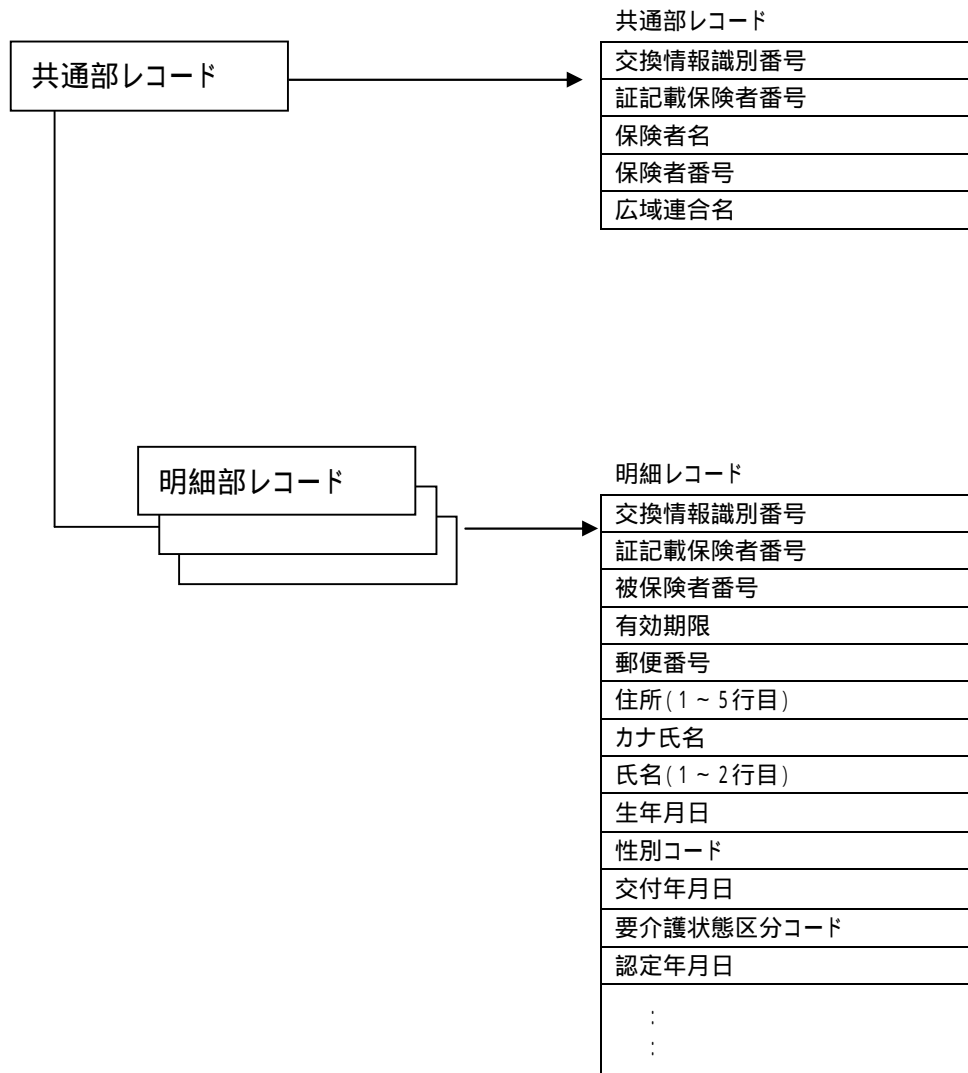 共通部レコード
共通部レコード
交換情報識別番号
証記載保険者番号
保険者名
保険者番号
広域連合名
明細部レコード
明細レコード
交換情報識別番号
証記載保険者番号
被保険者番号
有効期限
郵便番号
住所(1~5行目)
カナ氏名
氏名(1~2行目)
生年月日
性別コード
交付年月日
要介護状態区分コード
認定年月日
:
: